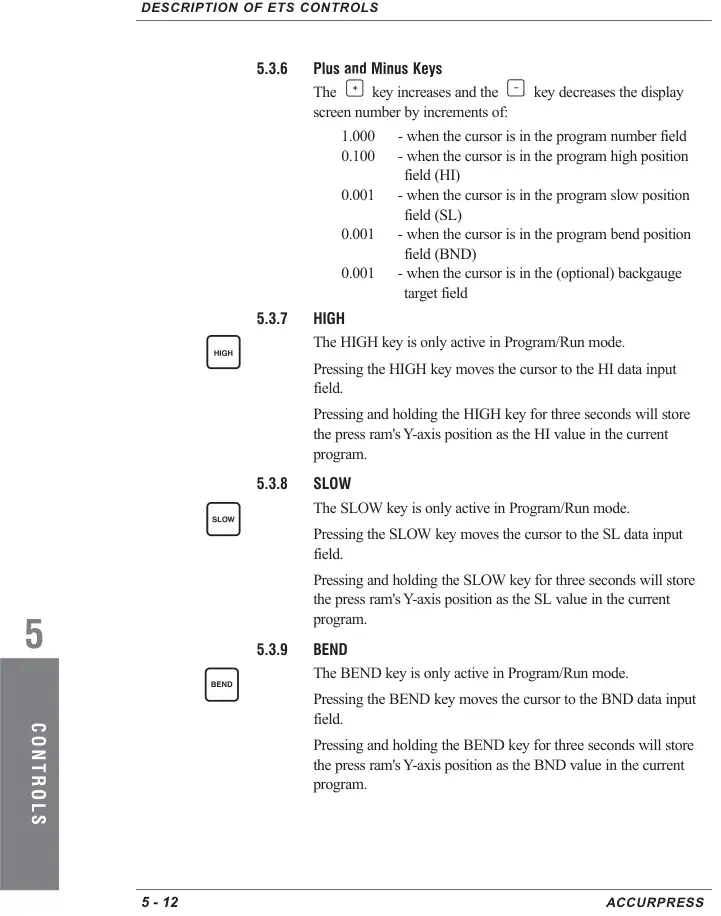 DESCRIPTION OF ETS CONTROLS
5.3.6 Plus and Minus Keys
The + key increases and the − key decreases the display
screen number by increments of:
1.000 - when the cursor is in the program number field
0.100 - when the cursor is in the program high position
field (HI)
0.001 - when the cursor is in the program slow position
field (SL)
0.001 - when the cursor is in the program bend position
field (BND)
0.001 - when the cursor is in the (optional) backgauge
target field
5.3.7 HIGH
HIGH
The HIGH key is only active in Program/Run mode.
Pressing the HIGH key moves the cursor to the HI data input
field.
Pressing and holding the HIGH key for three seconds will store
the press ram's Y-axis position as the HI value in the current
program.
5.3.8 SLOW
SLOW
The SLOW key is only active in Program/Run mode.
Pressing the SLOW key moves the cursor to the SL data input
field.
Pressing and holding the SLOW key for three seconds will store
the press ram's Y-axis position as the SL value in the current
program.
5.3.9 BEND
BEND
The BEND key is only active in Program/Run mode.
Pressing the BEND key moves the cursor to the BND data input
field.
Pressing and holding the BEND key for three seconds will store
the press ram's Y-axis position as the BND value in the current
program.
5
CONTROLS
5 - 12 ACCURPRESS